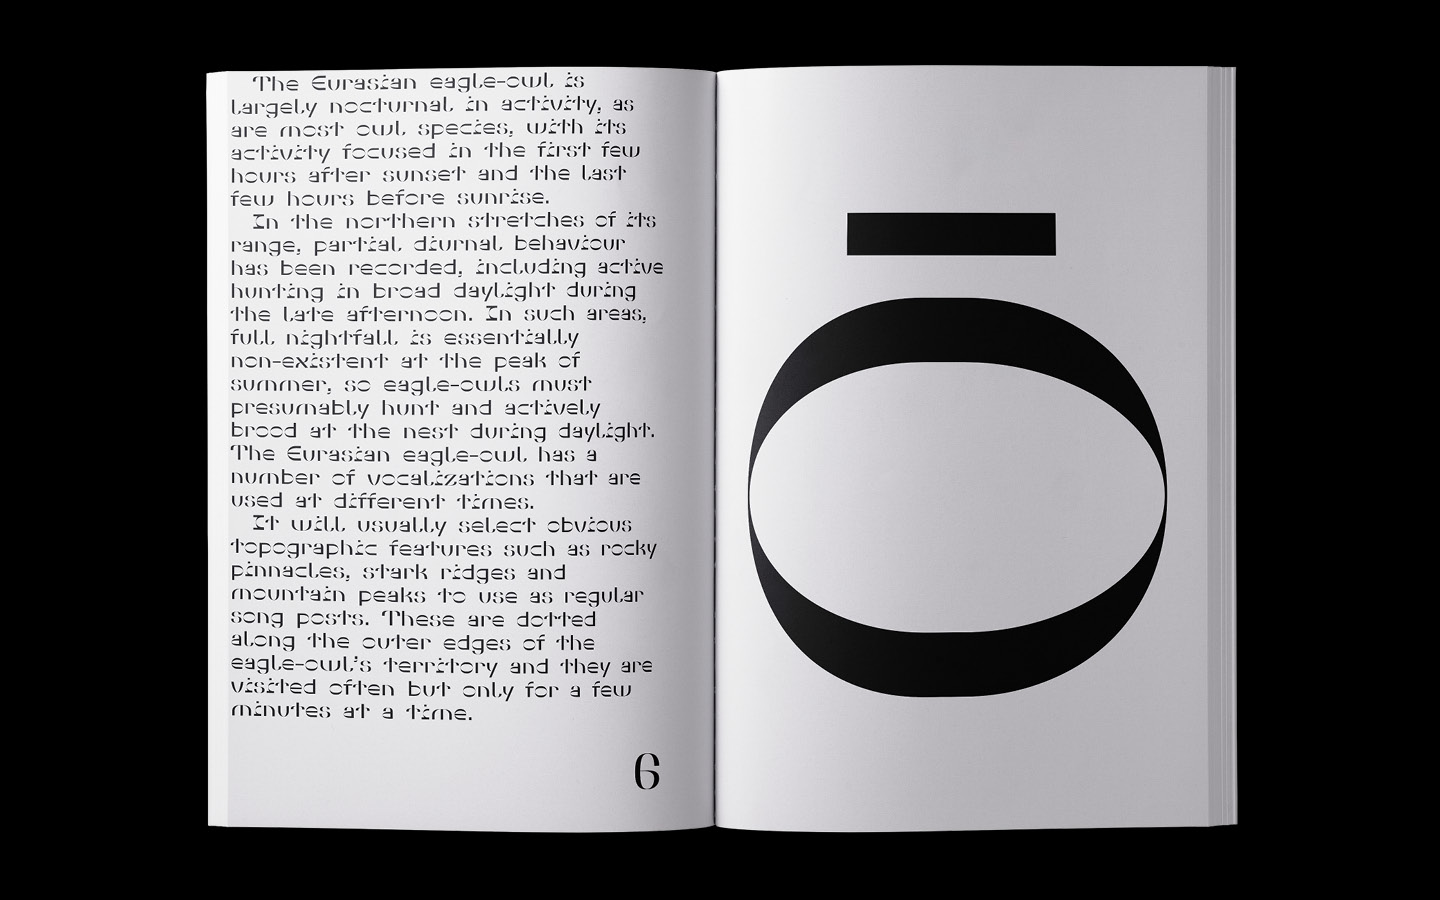 The Eurasian eagle-owl is
largely nocturnal in activity, as
are most owl species, with its
activity focused in the first few
hours after sunset and the last
few hours before sunrise.
In the northern stretches of its
range, partial diurnal behaviour
has been recorded, including active
hunting in broad daylight during
the late afternoon. In such areas,
full nightfall is essentially
non-existent at the peak of
summer, so eagle-owls must
presumably hunt and actively
brood at the nest during daylight.
The Eurasian eagle-owl has a
number of vocalizations that are
used at different times.
It will usually select obvious
topographic features such as rocky
pinnacles, stark ridges and
mountain peaks to use as regular
song posts. These are dotted
along the outer edges of the
eagle-owl's territory and they are
visited often but only for a few
minutes at a time.
6
Ō